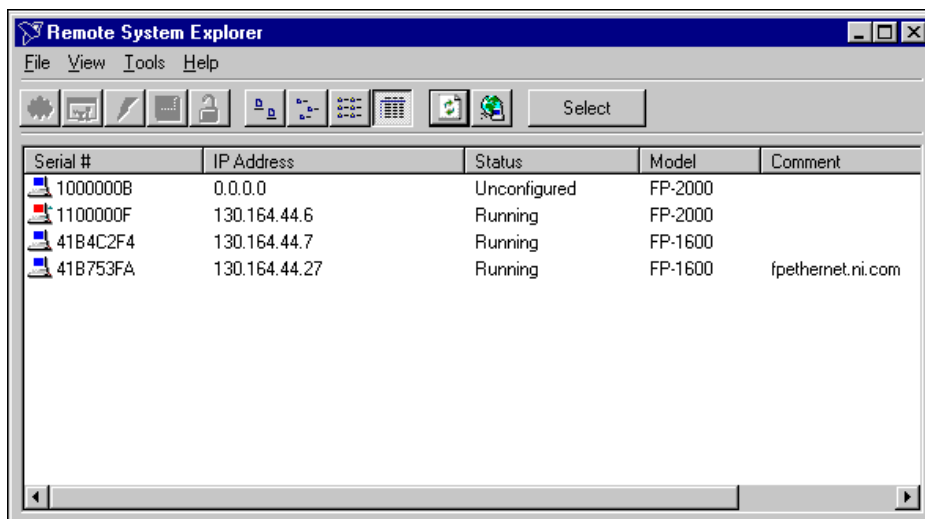 Remote System Explorer
File View Tools Help
Select
Serial # IP Address Status Model Comment
1000000B 0.0.0.0 Unconfigured FP-2000
1100000F 130.164.44.6 Running FP-2000
41B4C2F4 130.164.44.7 Running FP-1600
41B753FA 130.164.44.27 Running FP-1600 fpethernet.ni.com